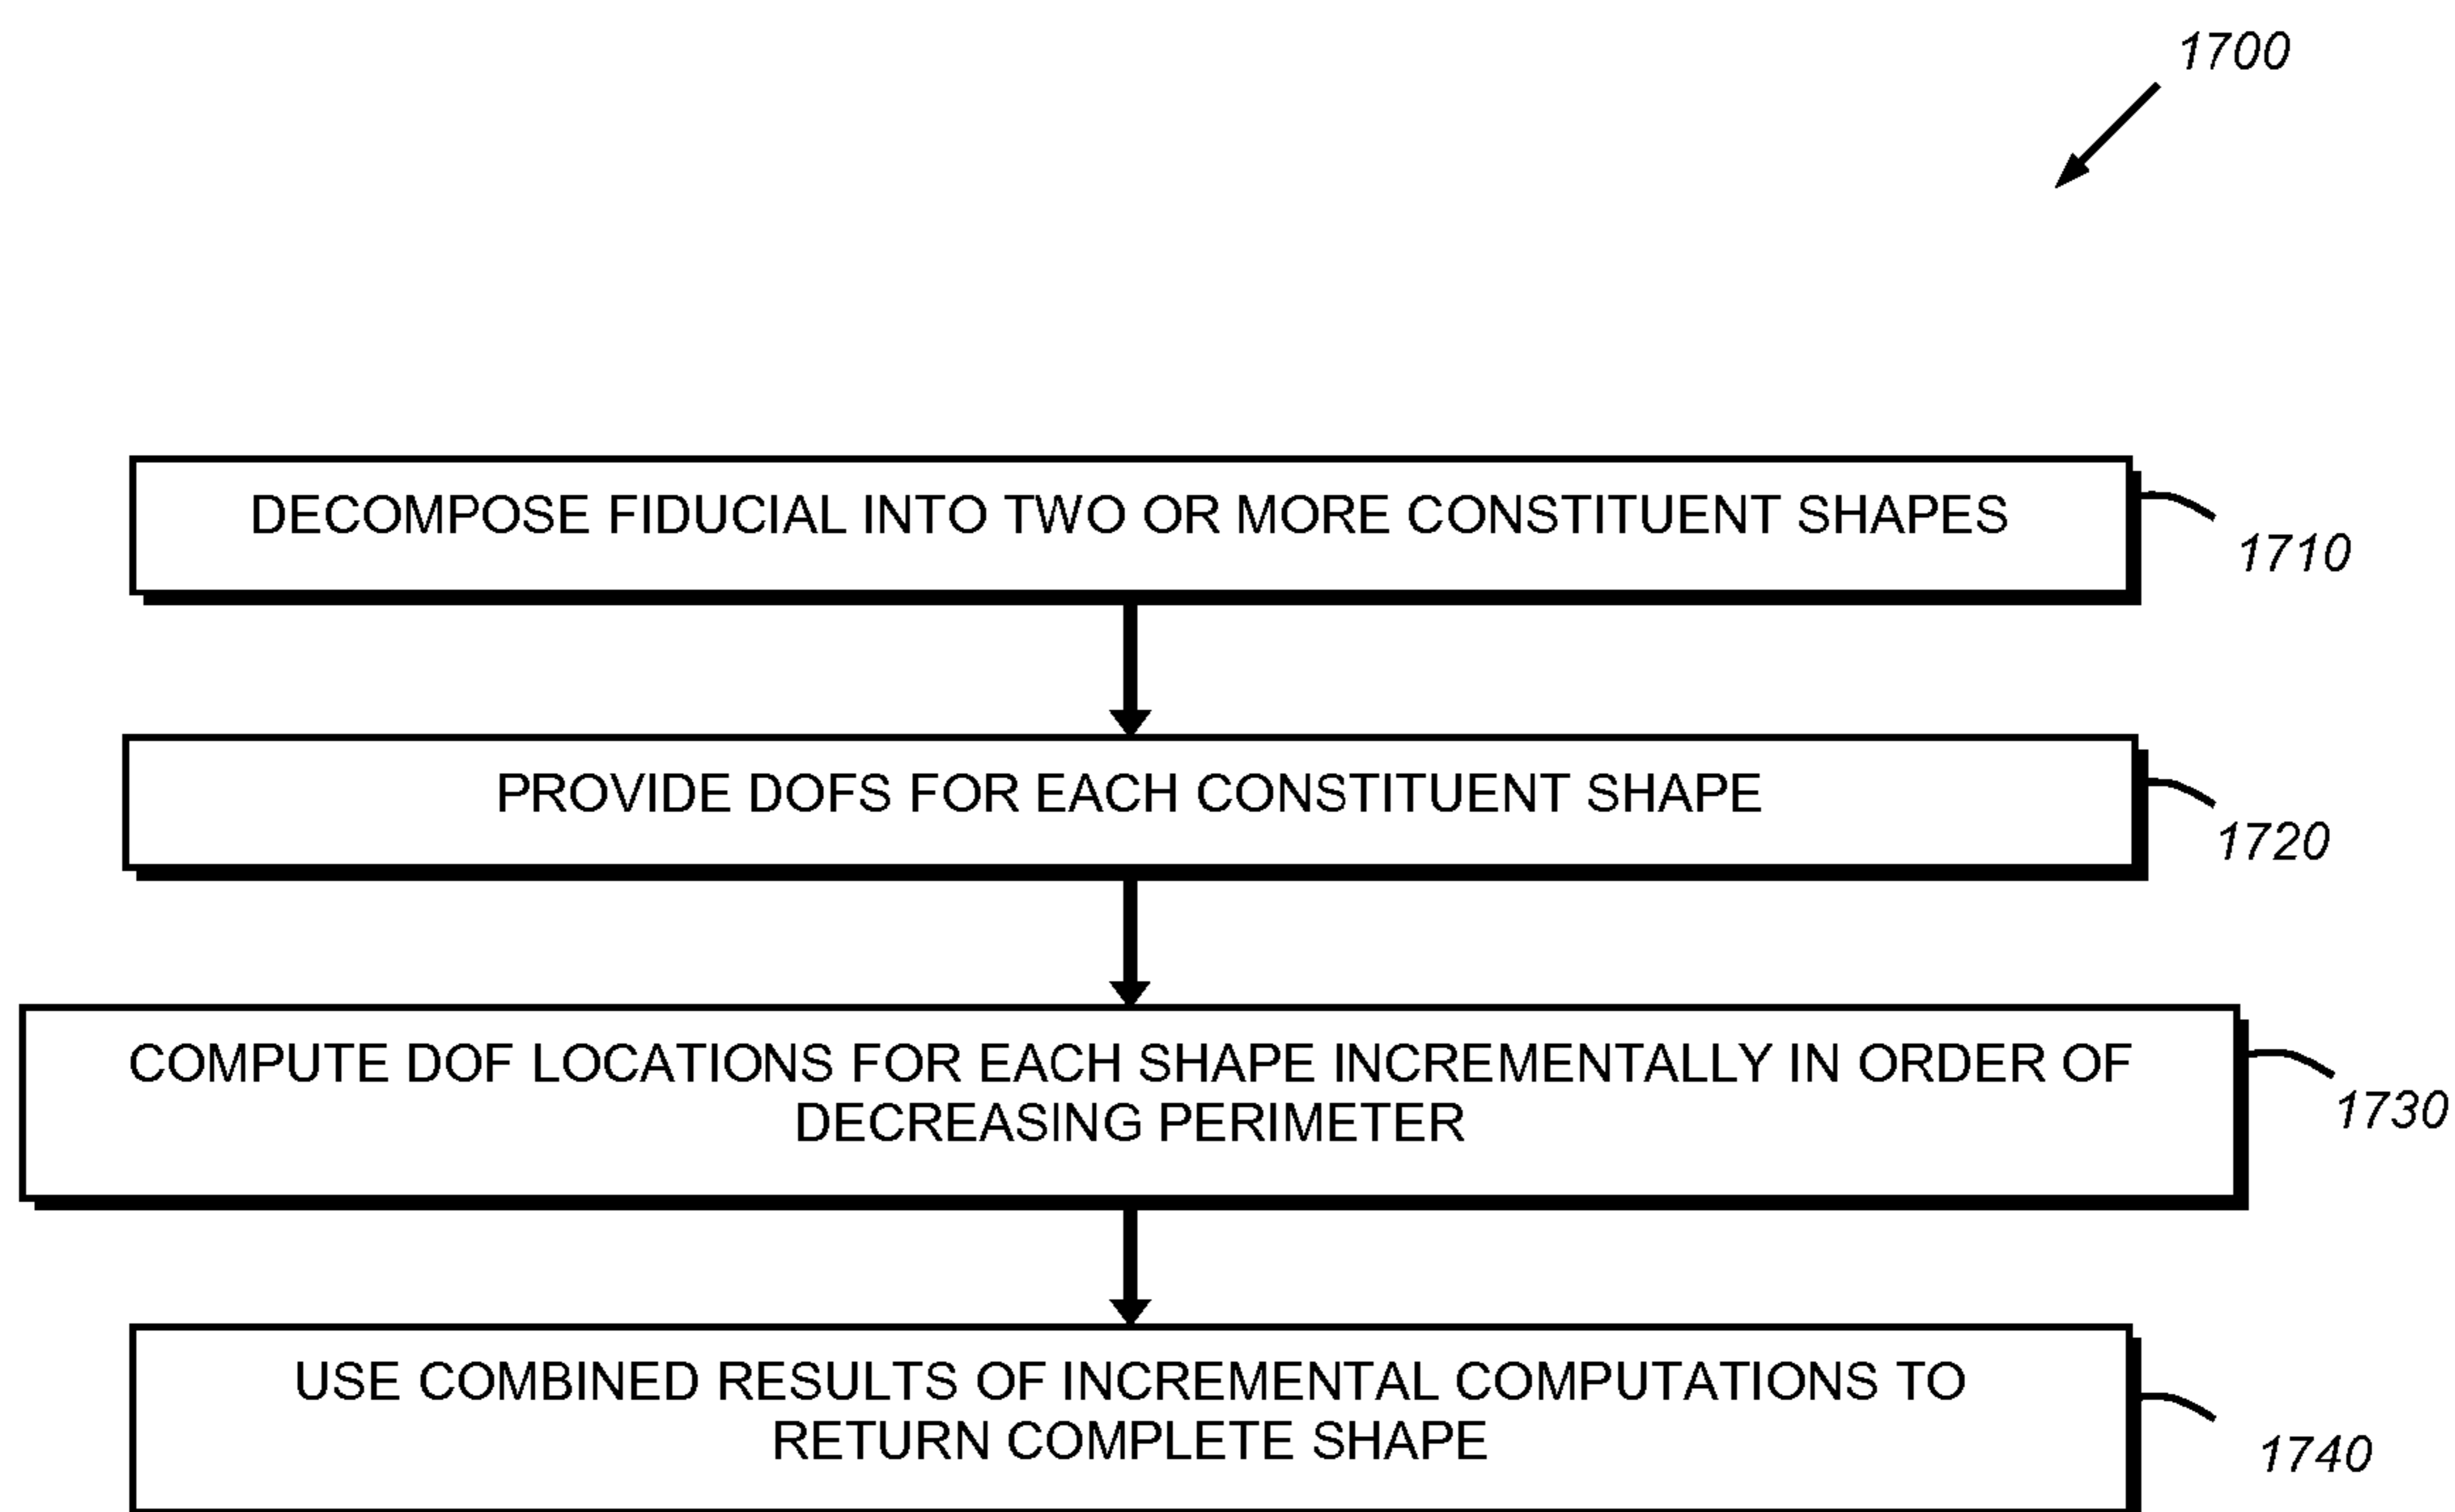 1700
DECOMPOSE FIDUCIAL INTO TWO OR MORE CONSTITUENT SHAPES
1710
PROVIDE DOFS FOR EACH CONSTITUENT SHAPE
1720
COMPUTE DOF LOCATIONS FOR EACH SHAPE INCREMENTALLY IN ORDER OF
DECREASING PERIMETER
1730
USE COMBINED RESULTS OF INCREMENTAL COMPUTATIONS TO
RETURN COMPLETE SHAPE
1740